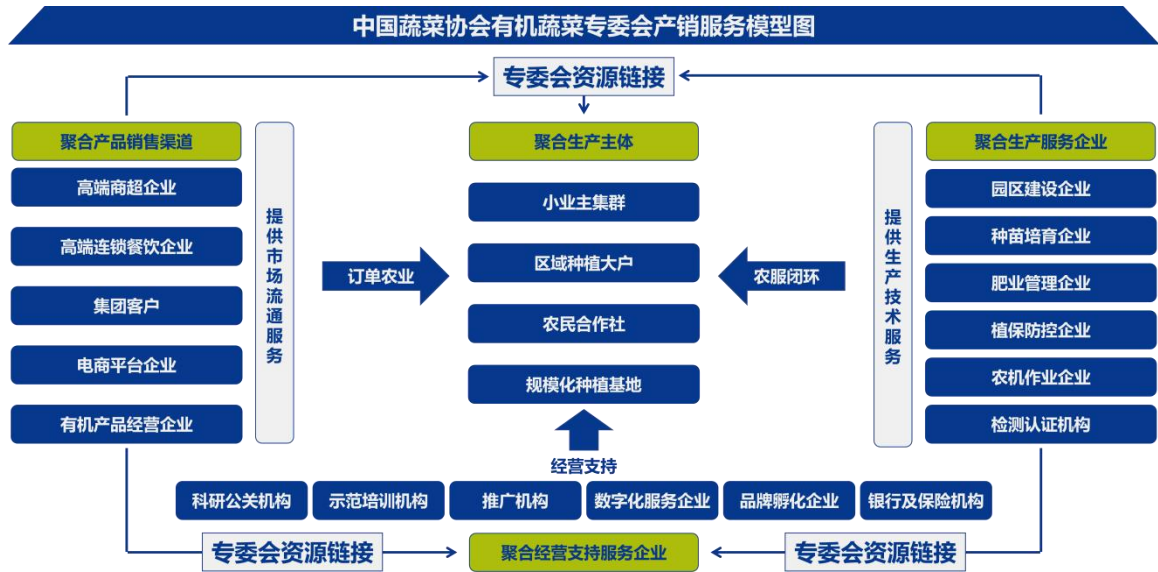 中国蔬菜协会有机蔬菜专委会产销服务模型图
专委会资源链接
聚合产品销售渠道
高端商超企业
高端连锁餐饮企业
集团客户
电商平台企业
有机产品经营企业
提供市场流通服务
订单农业
聚合生产主体
小业主集群
区域种植大户
农民合作社
规模化种植基地
农服闭环
提供生产技术服务
聚合生产服务企业
园区建设企业
种苗培育企业
肥业管理企业
植保防控企业
农机作业企业
检测认证机构
经营支持
科研公关机构
示范培训机构
推广机构
数字化服务企业
品牌孵化企业
银行及保险机构
专委会资源链接
聚合经营支持服务企业
专委会资源链接